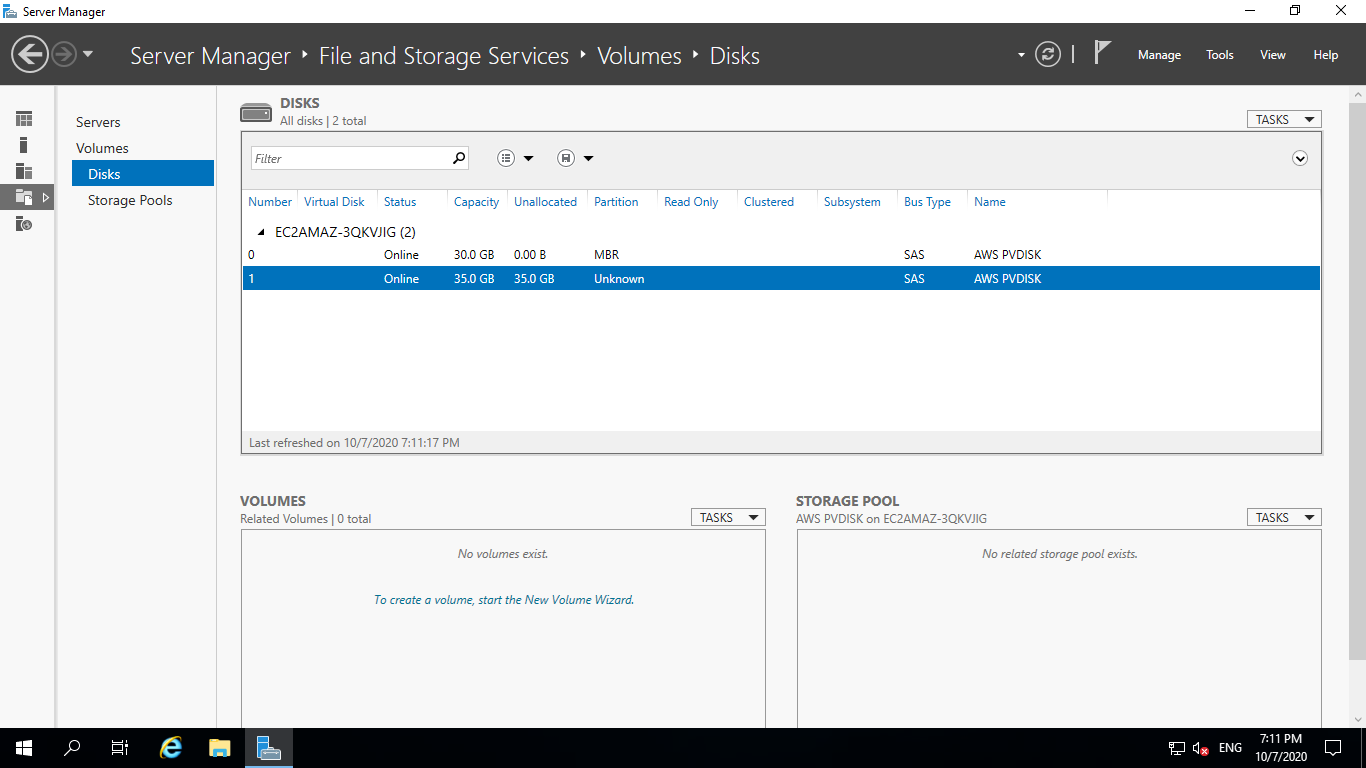 Server Manager
Server Manager ‣ File and Storage Services ‣ Volumes ‣ Disks
Manage Tools View Help
Servers
Volumes
Disks
Storage Pools
DISKS
All disks | 2 total
TASKS
Filter
Number Virtual Disk Status Capacity Unallocated Partition Read Only Clustered Subsystem Bus Type Name
EC2AMAZ-3QKVJIG (2)
0 Online 30.0 GB 0.00 B MBR SAS AWS PVDISK
1 Online 35.0 GB 35.0 GB Unknown SAS AWS PVDISK
Last refreshed on 10/7/2020 7:11:17 PM
VOLUMES
Related Volumes | 0 total
TASKS
No volumes exist.
To create a volume, start the New Volume Wizard.
STORAGE POOL
AWS PVDISK on EC2AMAZ-3QKVJIG
TASKS
No related storage pool exists.
ENG
7:11 PM
10/7/2020